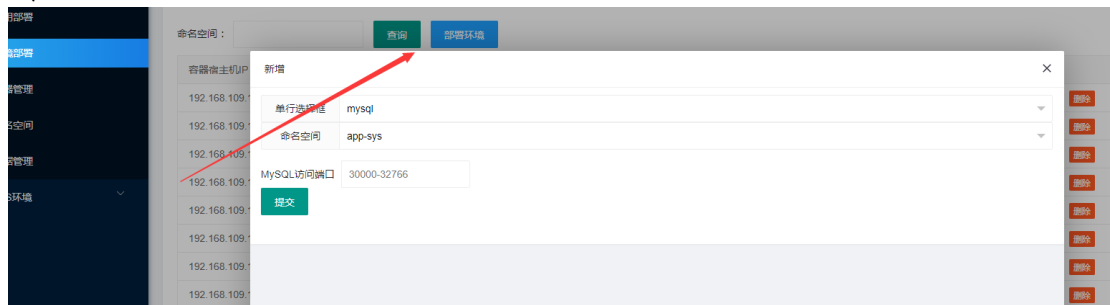 部署
命名空间：
查询
部署环境
部署
容器宿主机IP
新增
管理
192.168.109.
单行选择框
mysql
删除
空间
192.168.109.
命名空间
app-sys
删除
管理
192.168.109.
删除
MySQL访问端口
30000-32766
192.168.109.
删除
环境
提交
192.168.109.
删除
192.168.109.
删除
192.168.109.
删除
192.168.109.
删除